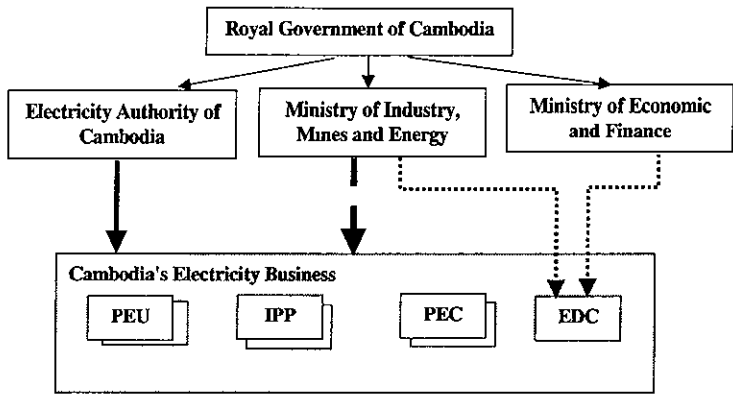 Royal Government of Cambodia
Electricity Authority of
Cambodia
Ministry of Industry,
Mines and Energy
Ministry of Economic
and Finance
Cambodia's Electricity Business
PEU
IPP
PEC
EDC